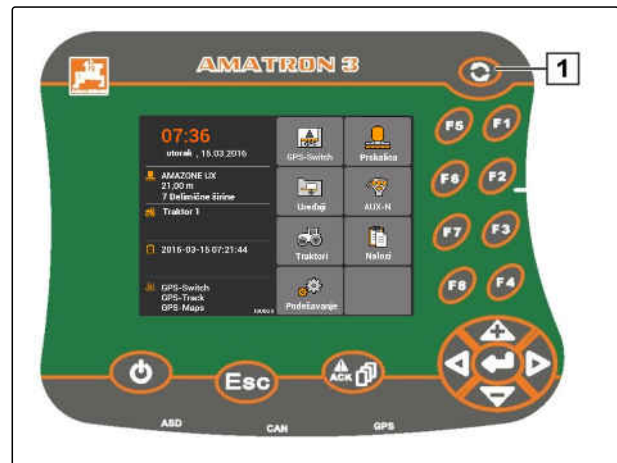 AMATRON 3
1
07:36
utorak , 15.03.2016
AMAZONE UX
21,00 m
7 Delimične širine
Traktor 1
2016-03-15 07:21:44
GPS-Switch
GPS-Track
GPS-Maps
GPS-Switch
Prskalica
Uređaji
AUX-N
Traktori
Nalozi
Podešavanje
F5
F1
F6
F2
F7
F3
F8
F4
Esc
ACK
ASD
CAN
GPS